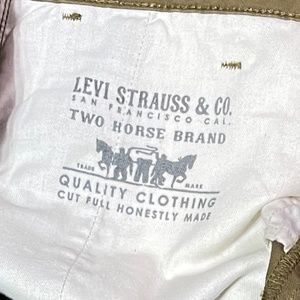 LEVI STRAUSS & CO.
SAN FRANCISCO CAL.
TWO HORSE BRAND
TRADE MARK
QUALITY CLOTHING
CUT FULL HONESTLY MADE